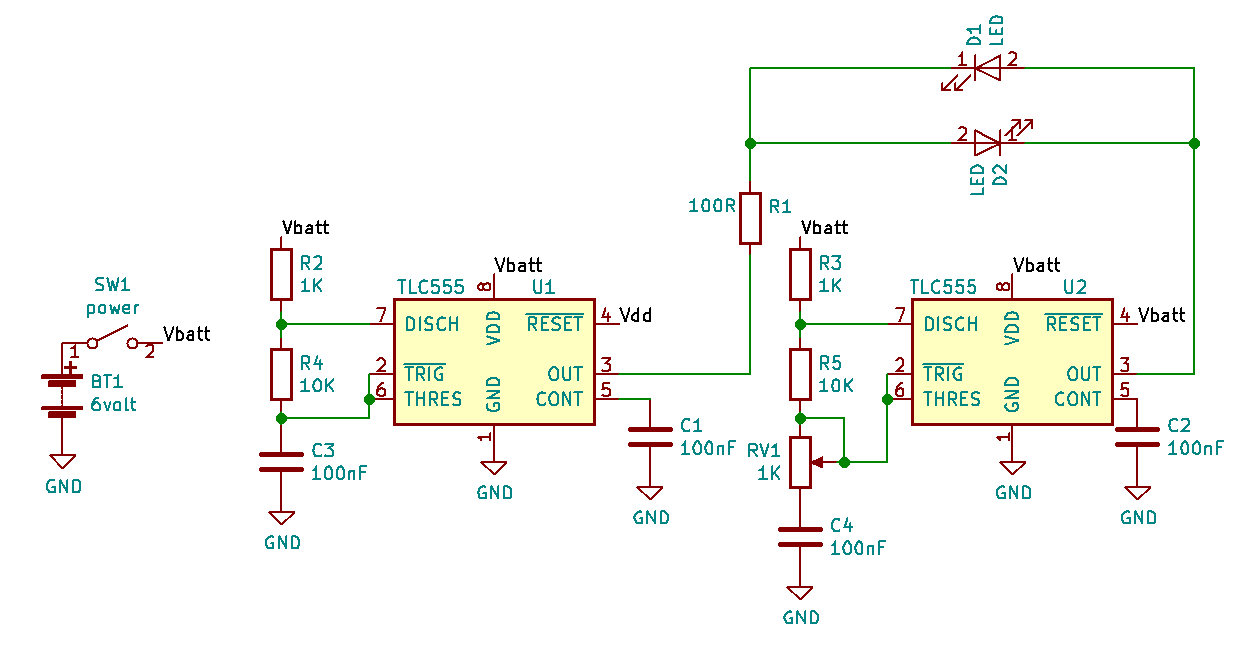 D1
LED
1
2
2
1
LED
D2
100R
R1
Vbatt
R2
1K
Vbatt
TLC555
8
U1
7
DISCH
VDD
RESET
4
Vdd
R4
10K
2
TRIG
OUT
3
6
THRES
GND
CONT
5
1
GND
C3
100nF
GND
C1
100nF
GND
SW1
power
Vbatt
1
2
+
BT1
6volt
GND
Vbatt
R3
1K
Vbatt
TLC555
8
U2
7
DISCH
VDD
RESET
4
Vbatt
R5
10K
2
TRIG
OUT
3
6
THRES
GND
CONT
5
1
GND
RV1
1K
C4
100nF
GND
C2
100nF
GND